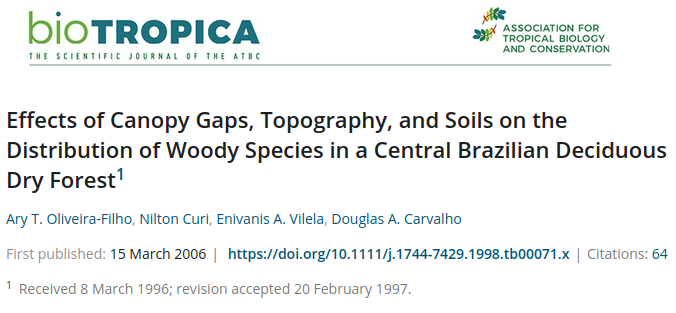 bioTROPICA
THE SCIENTIFIC JOURNAL OF THE ATBC
ASSOCIATION FOR
TROPICAL BIOLOGY
AND CONSERVATION
Effects of Canopy Gaps, Topography, and Soils on the
Distribution of Woody Species in a Central Brazilian Deciduous
Dry Forest1
Ary T. Oliveira-Filho, Nilton Curi, Enivanis A. Vilela, Douglas A. Carvalho
First published: 15 March 2006 | https://doi.org/10.1111/j.1744-7429.1998.tb00071.x | Citations: 64
1 Received 8 March 1996; revision accepted 20 February 1997.